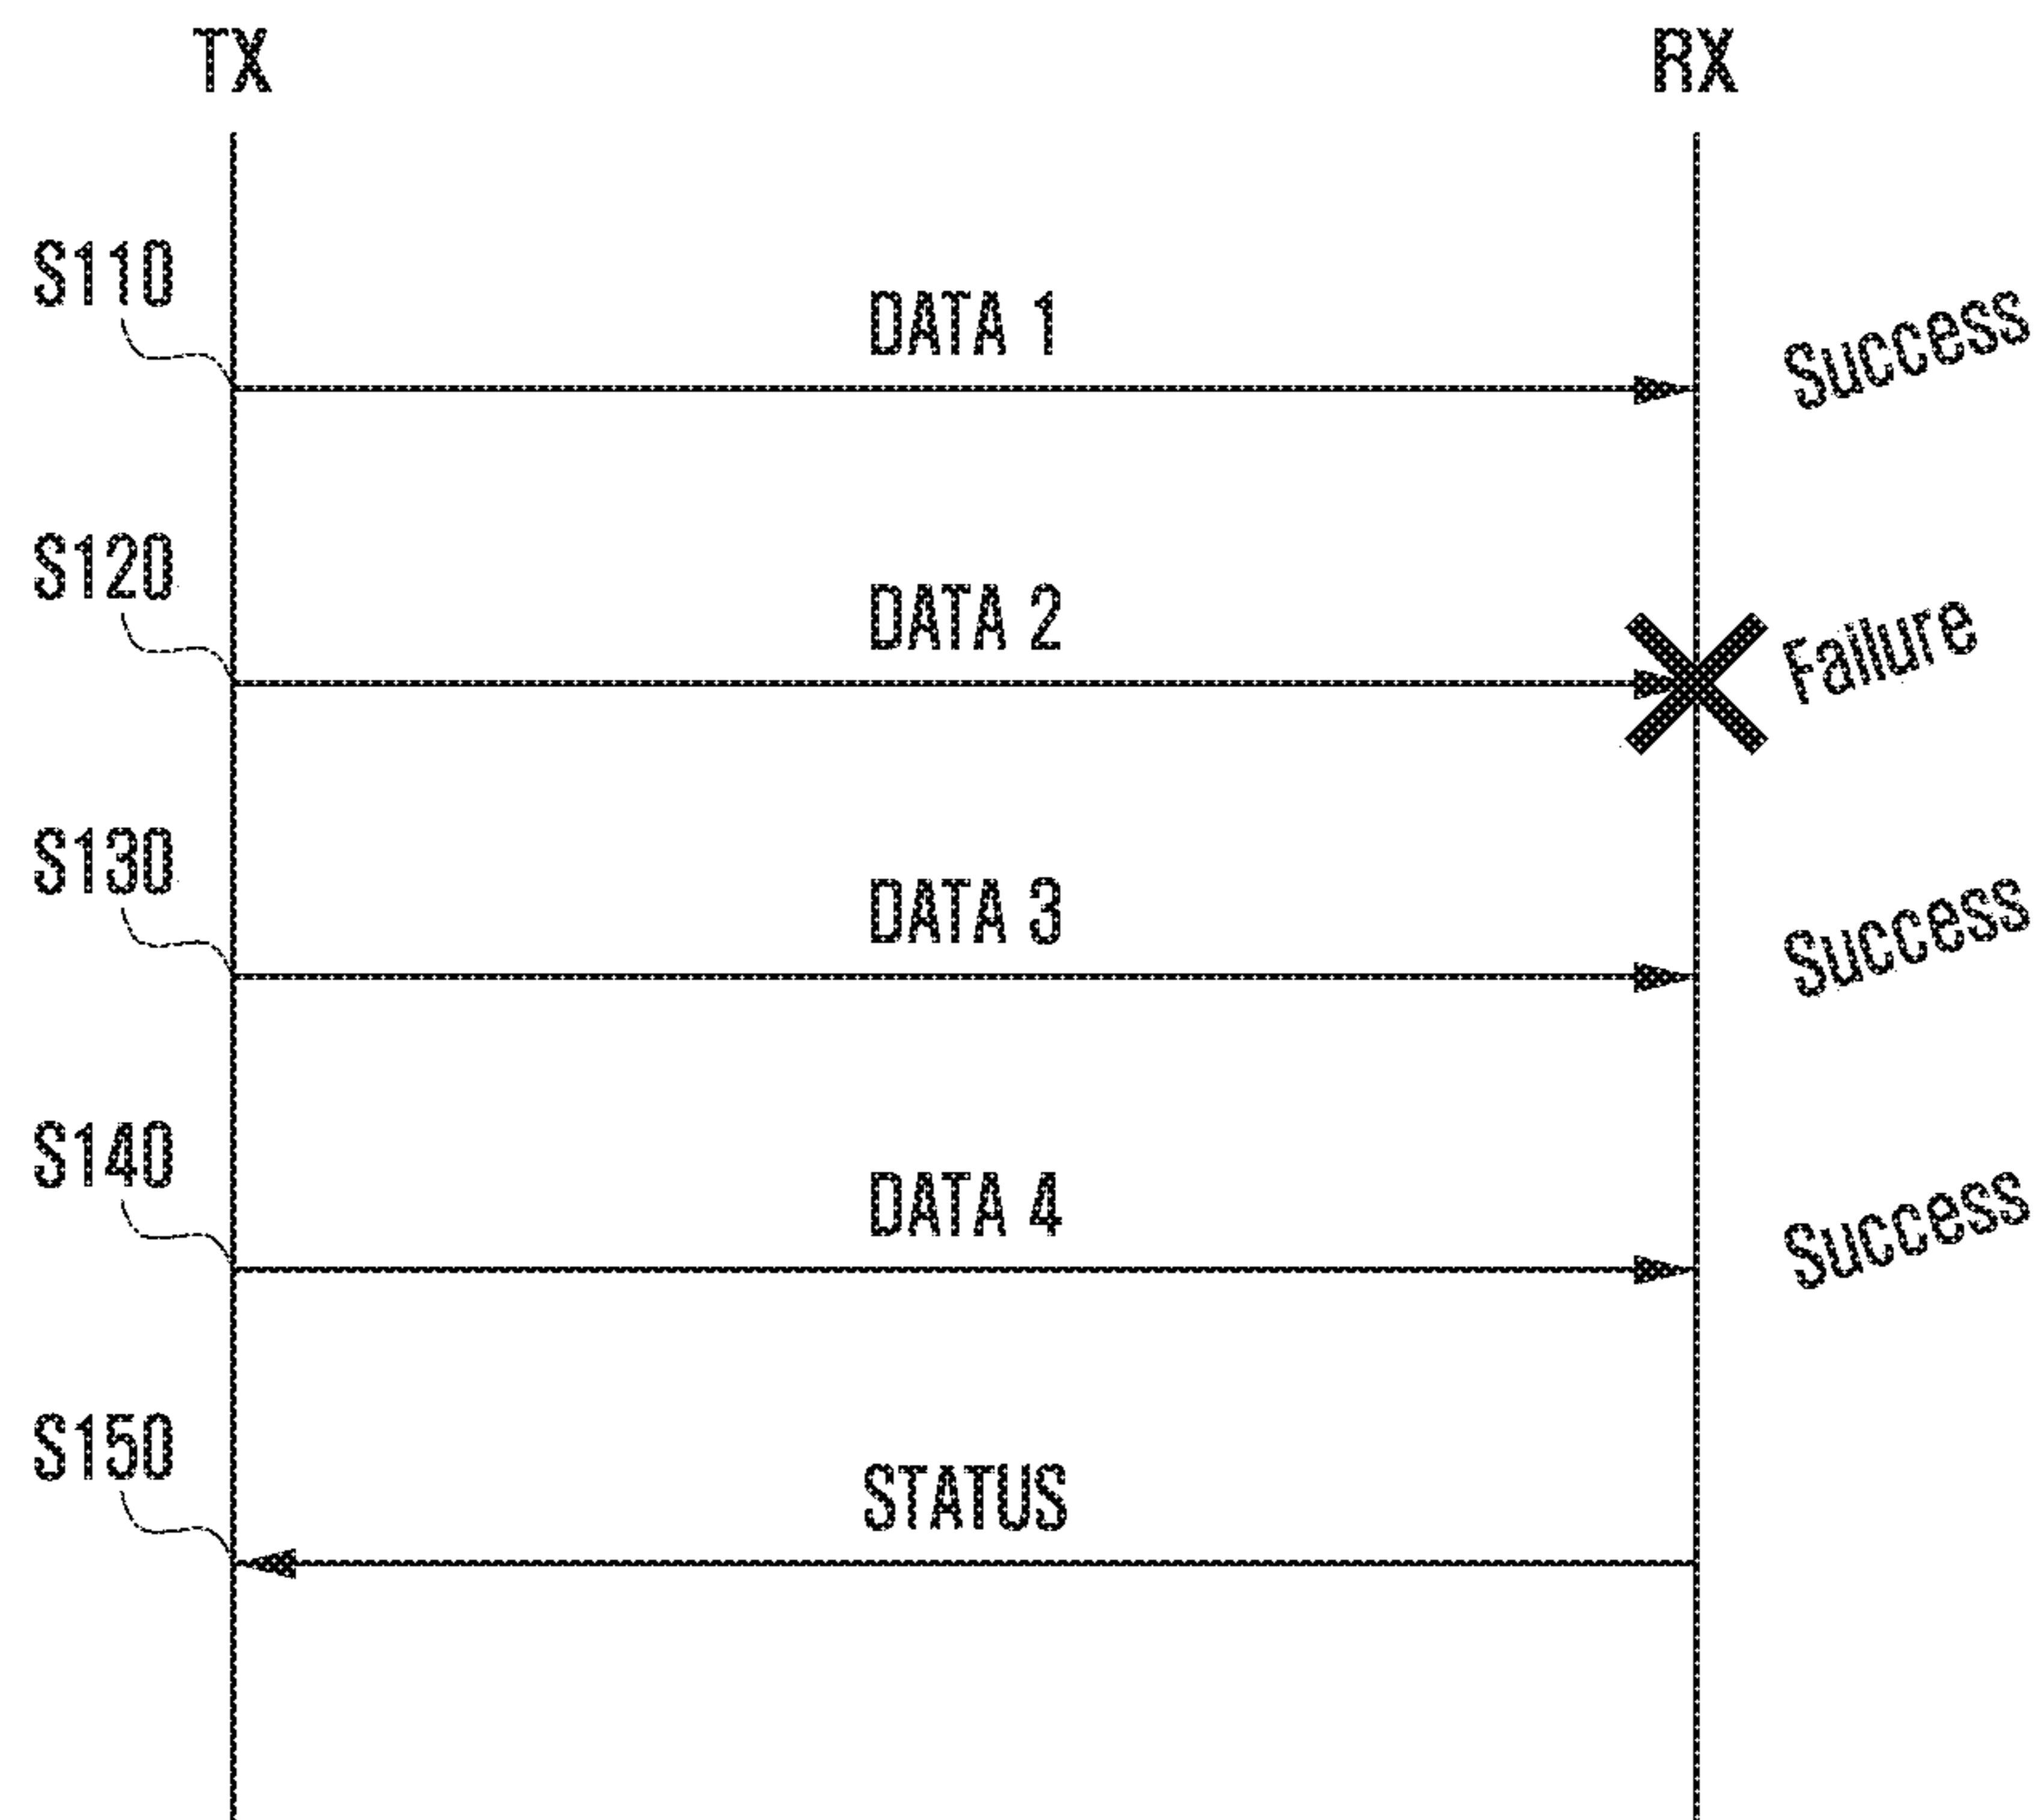 TX RX
S110
DATA 1
Success
S120
DATA 2
Failure
S130
DATA 3
Success
S140
DATA 4
Success
S150
STATUS